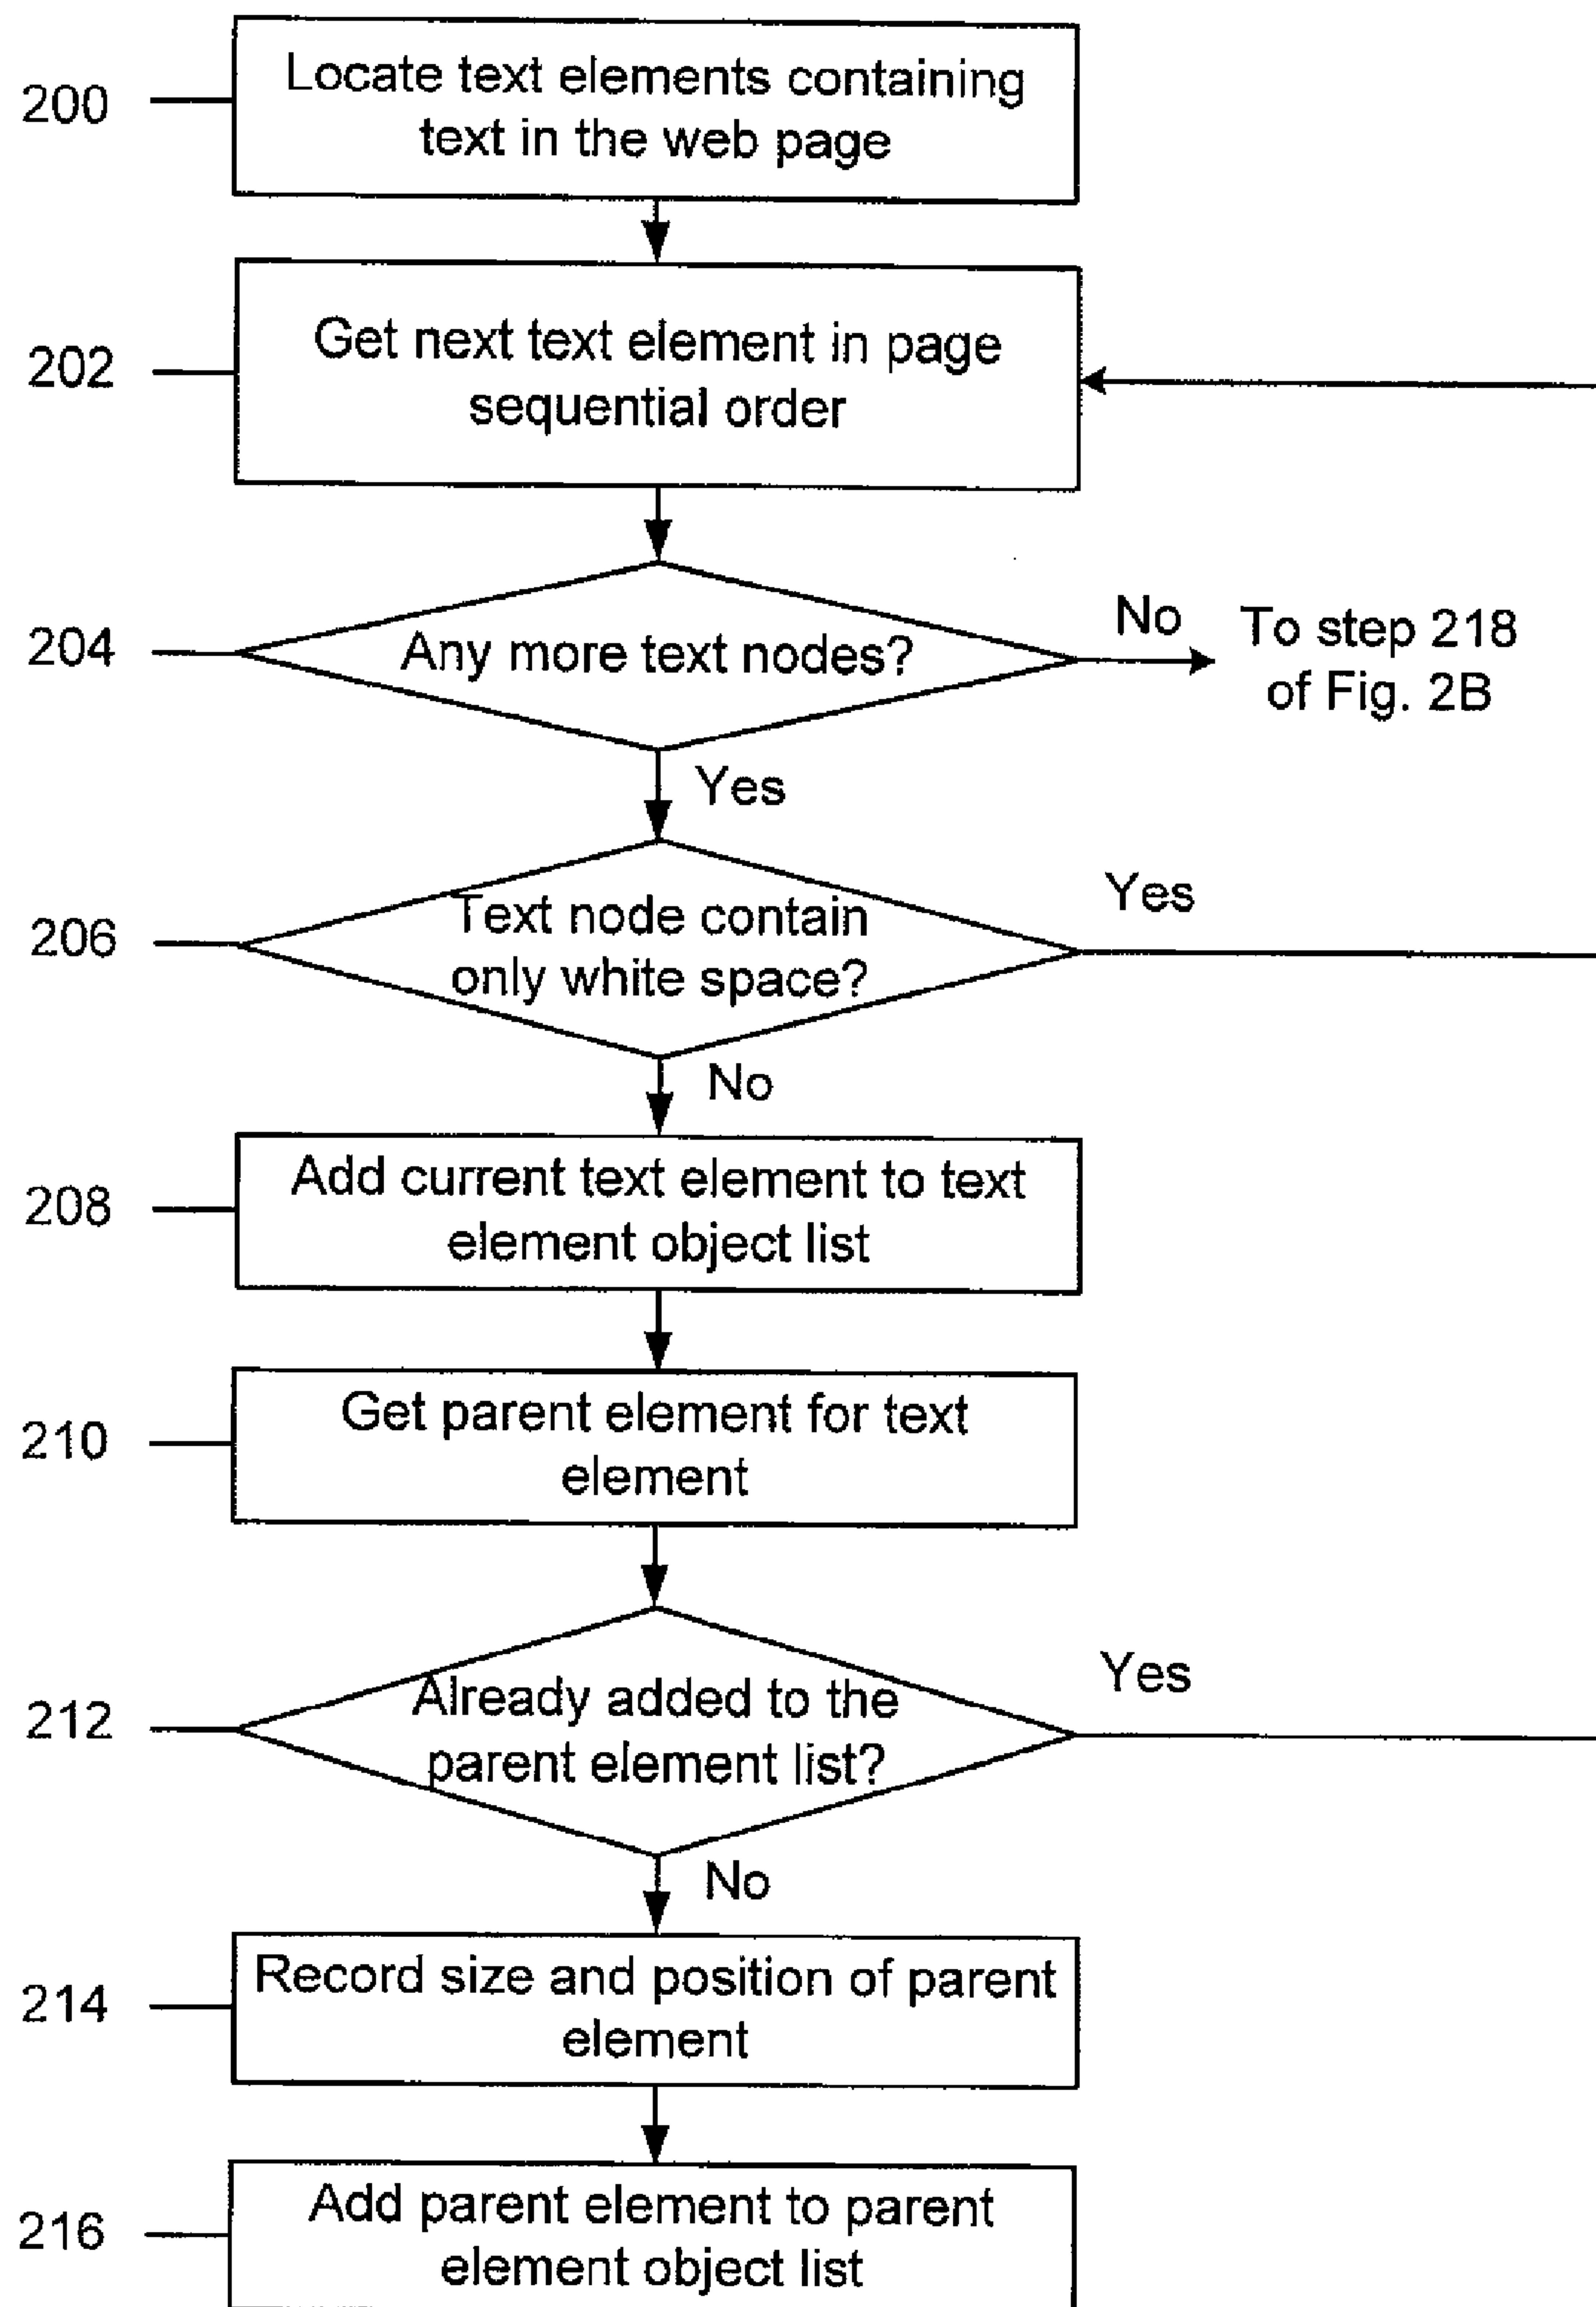 200
Locate text elements containing
text in the web page
202
Get next text element in page
sequential order
204
Any more text nodes?
No
To step 218
of Fig. 2B
Yes
206
Text node contain
only white space?
Yes
No
208
Add current text element to text
element object list
210
Get parent element for text
element
212
Already added to the
parent element list?
Yes
No
214
Record size and position of parent
element
216
Add parent element to parent
element object list